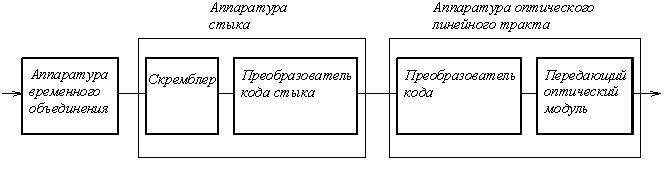 Аппаратура
стыка
Аппаратура оптического
линейного тракта
Аппаратура
временного
объединения
Скремблер
Преобразователь
кода стыка
Преобразователь
кода
Передающий
оптический
модуль